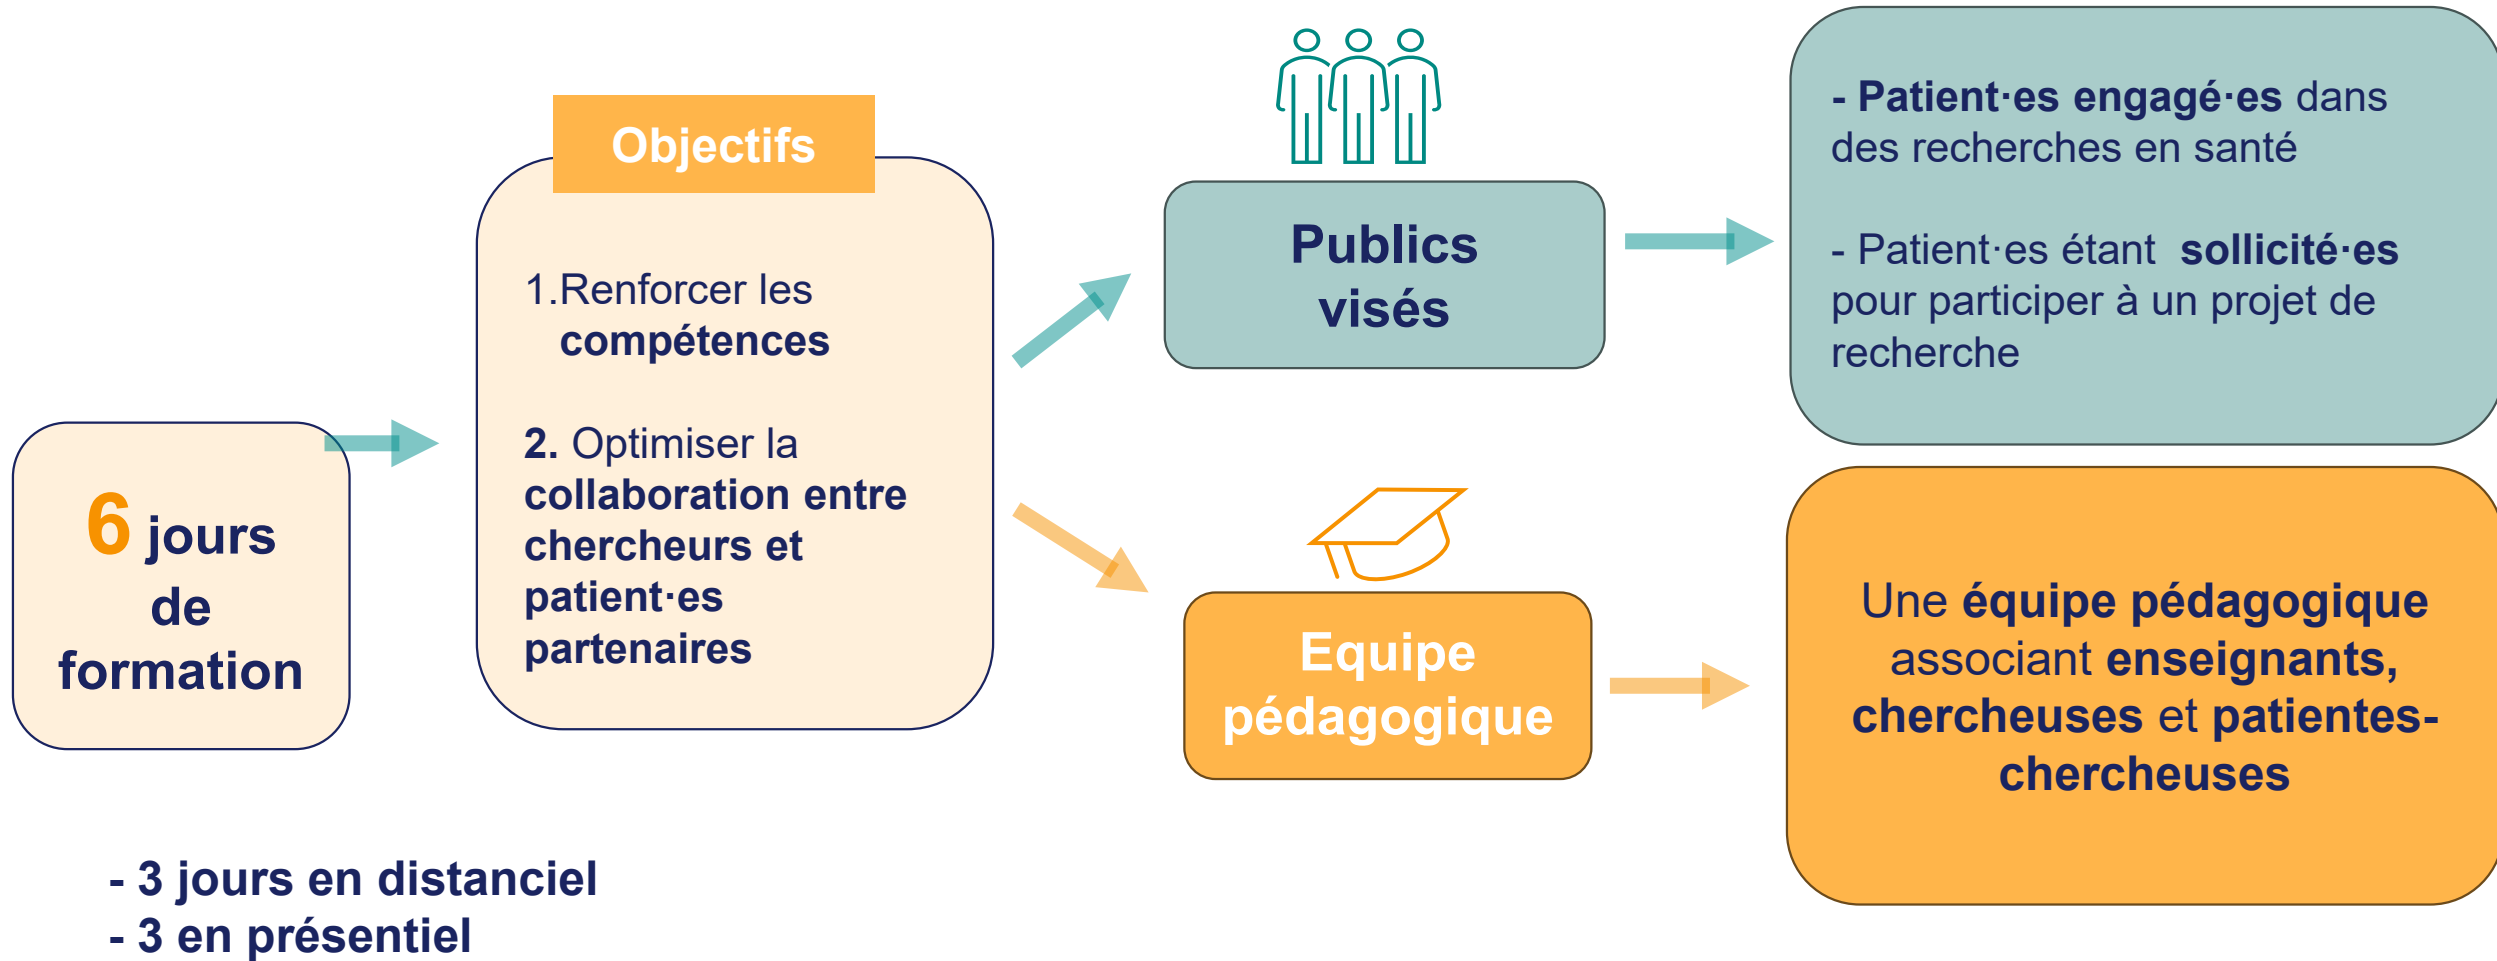 6 jours
de
formation
- 3 jours en distanciel
- 3 en présentiel
Objectifs
1.Renforcer les
compétences
2. Optimiser la
collaboration entre
chercheurs et
patient·es
partenaires
Publics
visés
- Patient·es engagé·es dans
des recherches en santé
- Patient·es étant  sollicité·es
pour participer à un projet de
recherche
Equipe
pédagogique
Une équipe pédagogique
associant enseignants,
chercheuses et patientes-
chercheuses